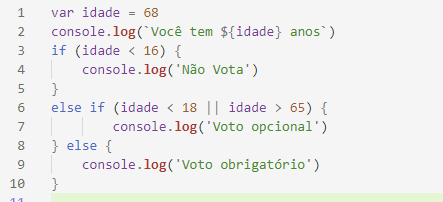 1 var idade = 68
2 console.log(`Você tem ${idade} anos`)
3 if (idade < 16) {
4 console.log('Não Vota')
5 }
6 else if (idade < 18 || idade > 65) {
7 console.log('Voto opcional')
8 } else {
9 console.log('Voto obrigatório')
10 }
11